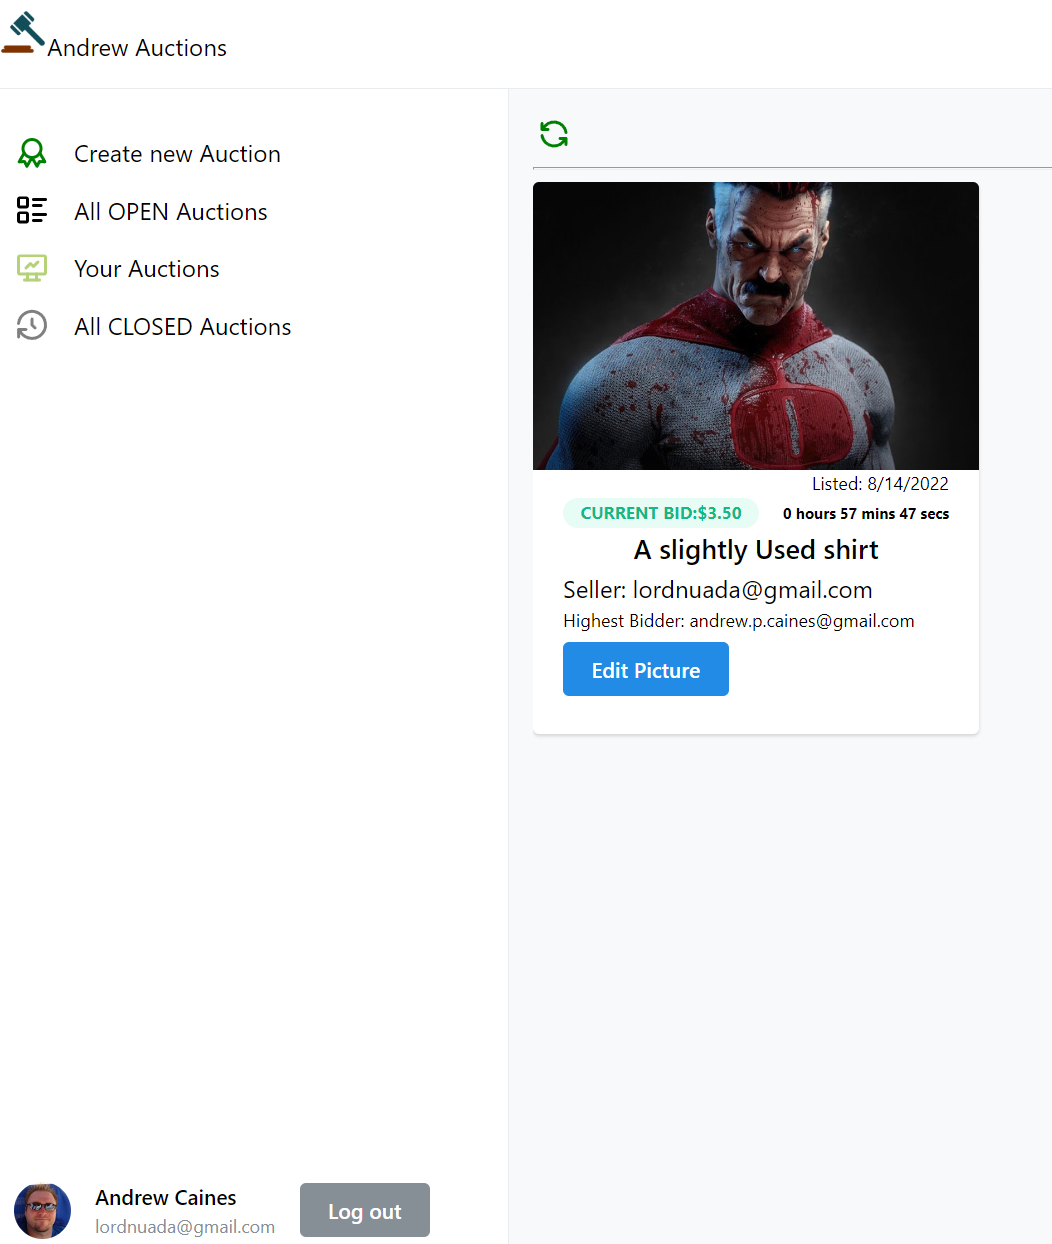 Andrew Auctions
Create new Auction
All OPEN Auctions
Your Auctions
All CLOSED Auctions
Listed: 8/14/2022
CURRENT BID:$3.50
0 hours 57 mins 47 secs
A slightly Used shirt
Seller: lordnuada@gmail.com
Highest Bidder: andrew.p.caines@gmail.com
Edit Picture
Andrew Caines
lordnuada@gmail.com
Log out